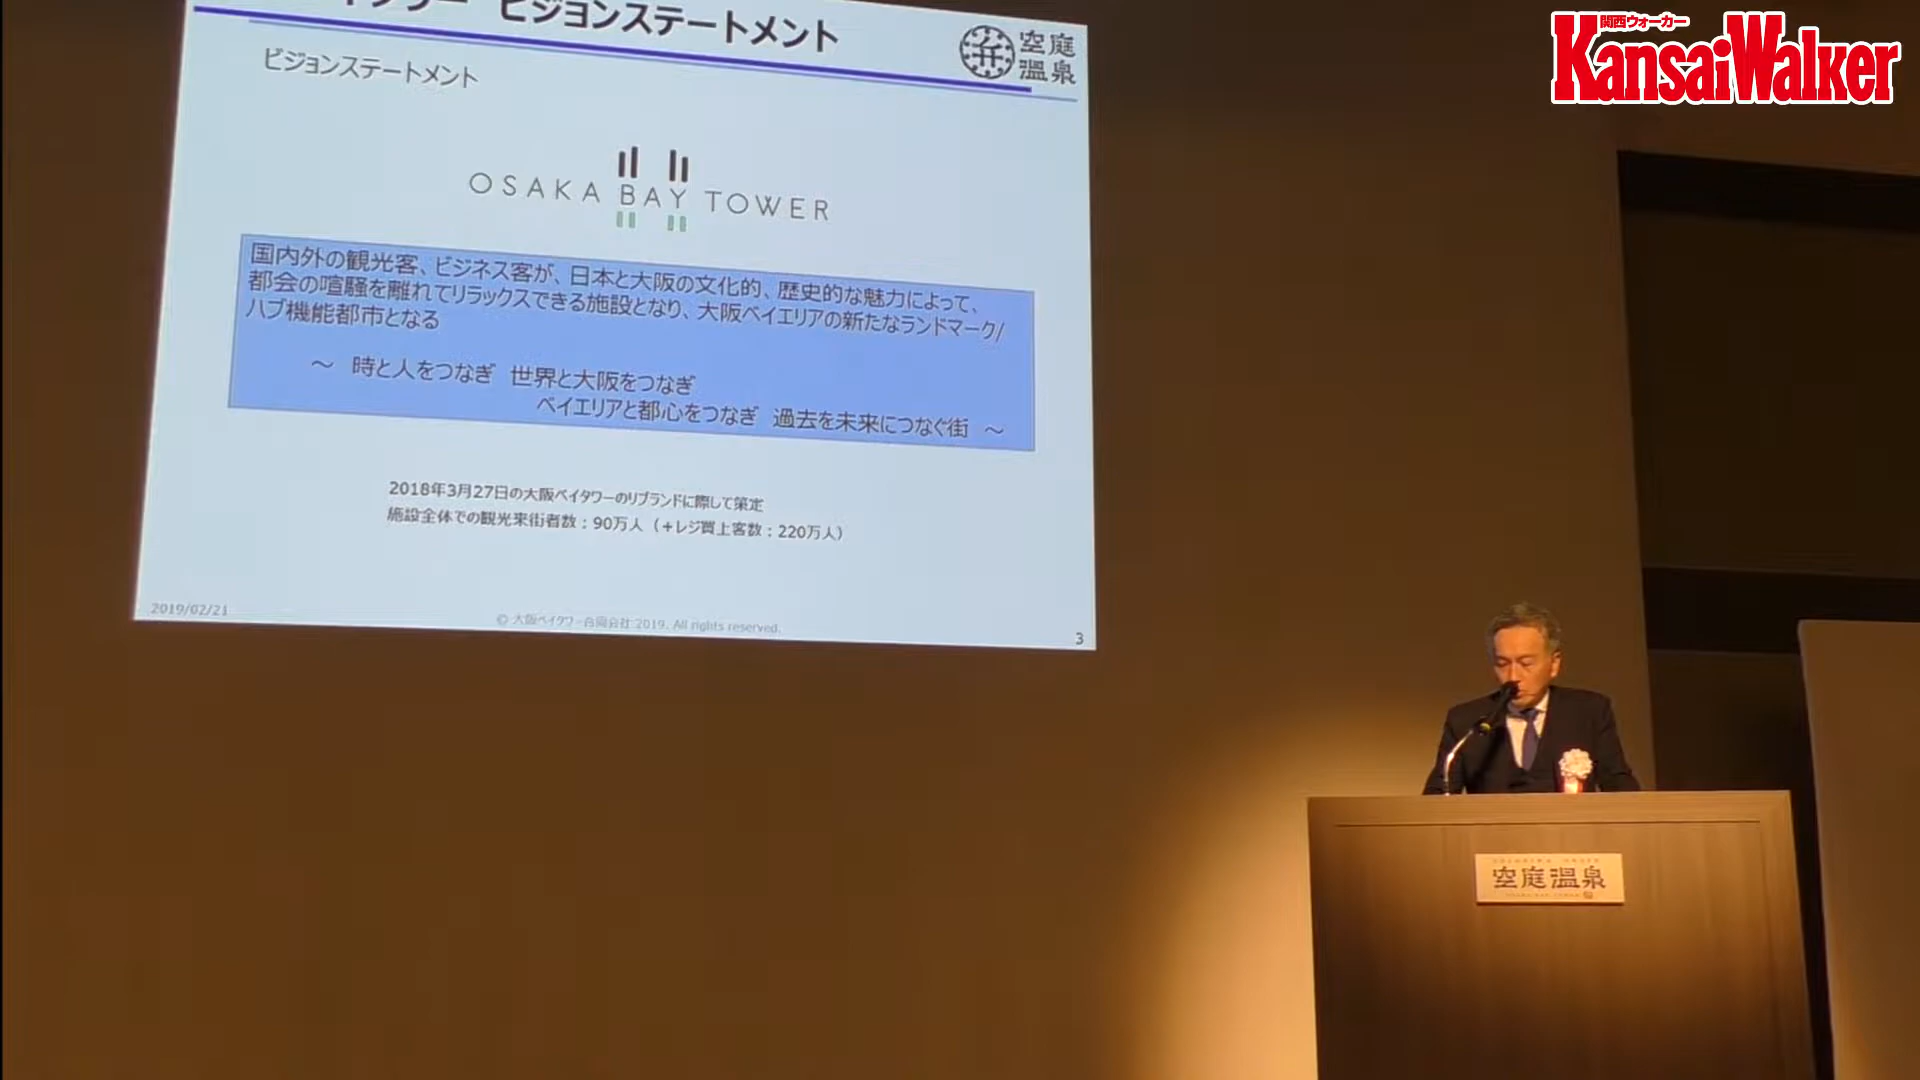 イタワー ビジョンステートメント
空庭
温泉
ビジョンステートメント
OSAKA BAY TOWER
国内外の観光客、ビジネス客が、日本と大阪の文化的、歴史的な魅力によって、
都会の喧騒を離れてリラックスできる施設となり、大阪ベイエリアの新たなランドマーク/
ハブ機能都市となる
～ 時と人をつなぎ 世界と大阪をつなぎ
ベイエリアと都心をつなぎ 過去を未来につなぐ街 ～
2018年3月27日の大阪ベイタワーのリブランドに際して策定
施設全体での観光来街者数：90万人（+レジ買上客数：220万人）
2019/02/21
© 大阪ベイタワー合同会社 2019. All rights reserved.
3
関西ウォーカー
KansaiWalker
空庭温泉